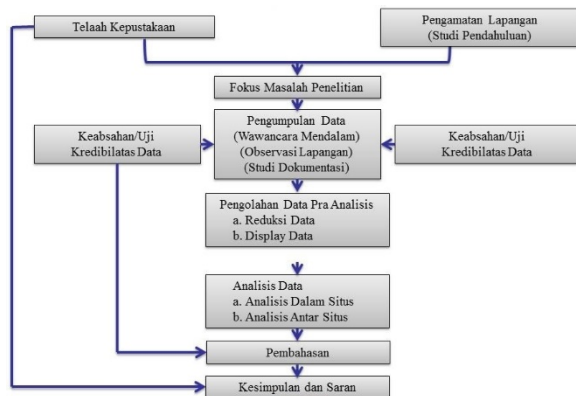 Telaah Kepustakaan
Pengamatan Lapangan
(Studi Pendahuluan)
Fokus Masalah Penelitian
Keabsahan/Uji
Kredibilatas Data
Pengumpulan Data
(Wawancara Mendalam)
(Observasi Lapangan)
(Studi Dokumentasi)
Keabsahan/Uji
Kredibilatas Data
Pengolahan Data Pra Analisis
a. Reduksi Data
b. Display Data
Analisis Data
a. Analisis Dalam Situs
b. Analisis Antar Situs
Pembahasan
Kesimpulan dan Saran